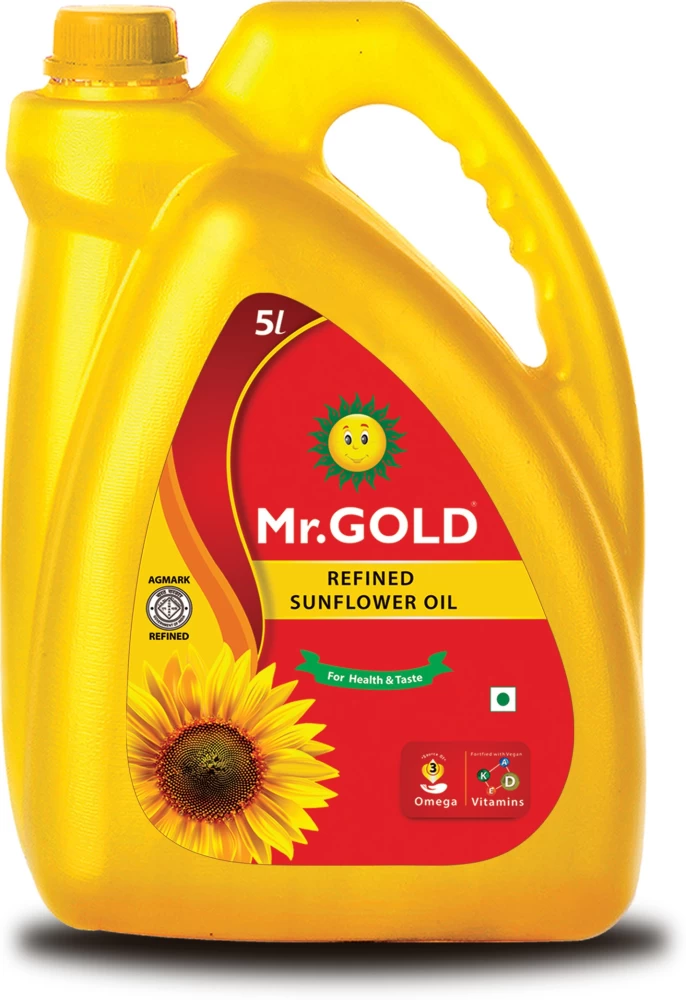 5l
Mr.GOLD®
REFINED
SUNFLOWER OIL
AGMARK
REFINED
For Health & Taste
3
Omega
Fortified with Vegan
A
K
D
E
Vitamins